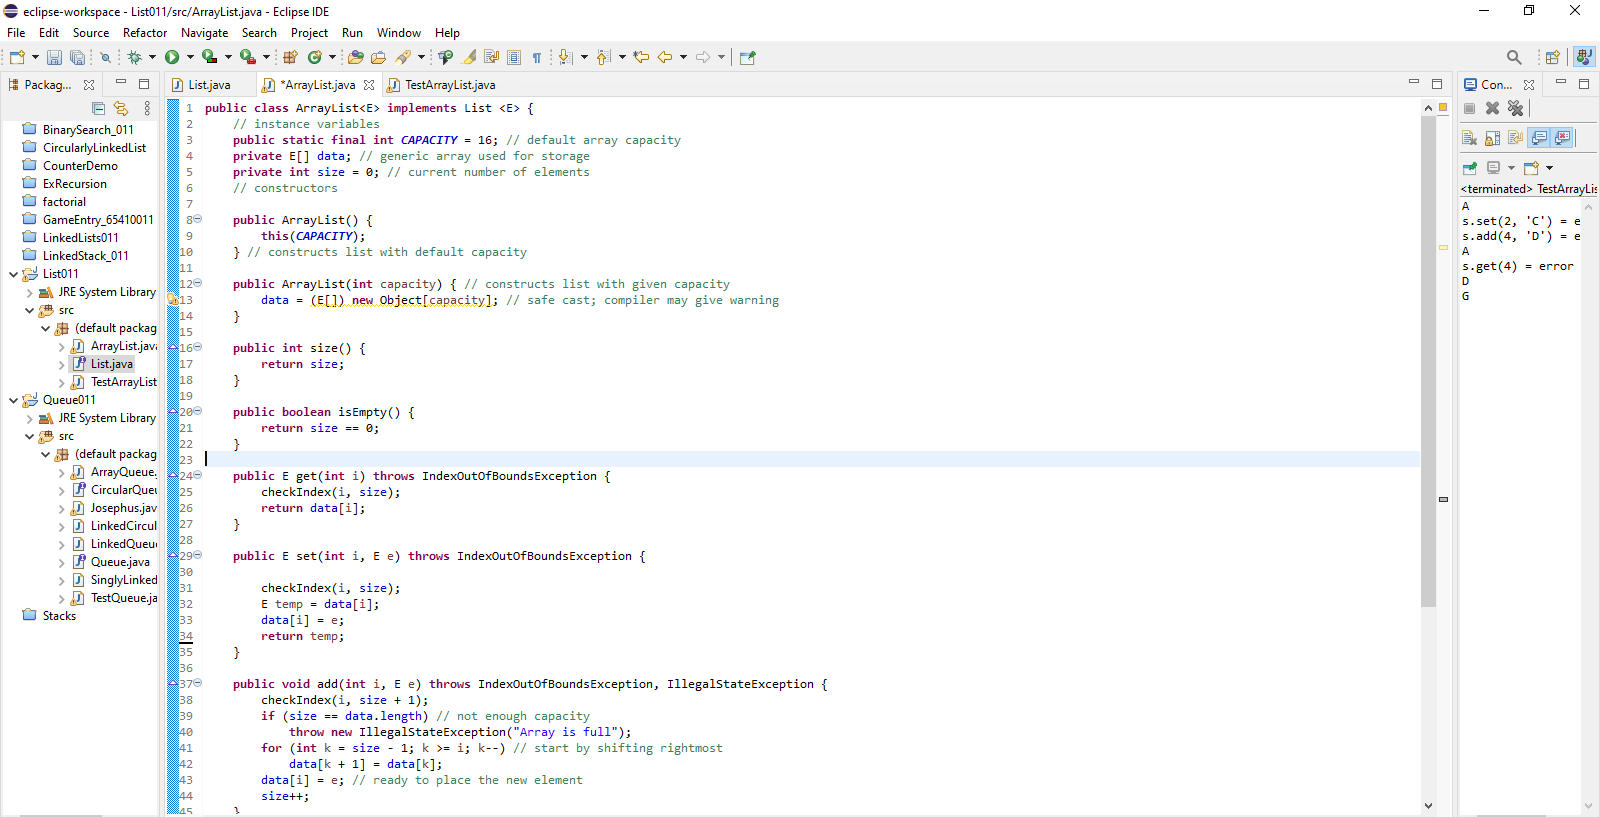 eclipse-workspace - List011/src/ArrayList.java - Eclipse IDE
File Edit Source Refactor Navigate Search Project Run Window Help
Packag...
BinarySearch_011
CircularlyLinkedList
CounterDemo
ExRecursion
factorial
GameEntry_65410011
LinkedLists011
LinkedStack_011
List011
JRE System Library
src
(default packag
ArrayList.java
List.java
TestArrayList
Queue011
JRE System Library
src
(default packag
ArrayQueue.
CircularQueu
Josephus.jav
LinkedCircul
LinkedQueu
Queue.java
SinglyLinked
TestQueue.ja
Stacks
List.java *ArrayList.java TestArrayList.java
1 public class ArrayList<E> implements List <E> {
2 // instance variables
3 public static final int CAPACITY = 16; // default array capacity
4 private E[] data; // generic array used for storage
5 private int size = 0; // current number of elements
6 // constructors
7
8 public ArrayList() {
9 this(CAPACITY);
10 } // constructs list with default capacity
11
12 public ArrayList(int capacity) { // constructs list with given capacity
13 data = (E[]) new Object[capacity]; // safe cast; compiler may give warning
14 }
15
16 public int size() {
17 return size;
18 }
19
20 public boolean isEmpty() {
21 return size == 0;
22 }
23
24 public E get(int i) throws IndexOutOfBoundsException {
25 checkIndex(i, size);
26 return data[i];
27 }
28
29 public E set(int i, E e) throws IndexOutOfBoundsException {
30
31 checkIndex(i, size);
32 E temp = data[i];
33 data[i] = e;
34 return temp;
35 }
36
37 public void add(int i, E e) throws IndexOutOfBoundsException, IllegalStateException {
38 checkIndex(i, size + 1);
39 if (size == data.length) // not enough capacity
40 throw new IllegalStateException("Array is full");
41 for (int k = size - 1; k >= i; k--) // start by shifting rightmost
42 data[k + 1] = data[k];
43 data[i] = e; // ready to place the new element
44 size++;
45 }
Con...
<terminated> TestArrayLis
A
s.set(2, 'C') = e
s.add(4, 'D') = e
A
s.get(4) = error
D
G